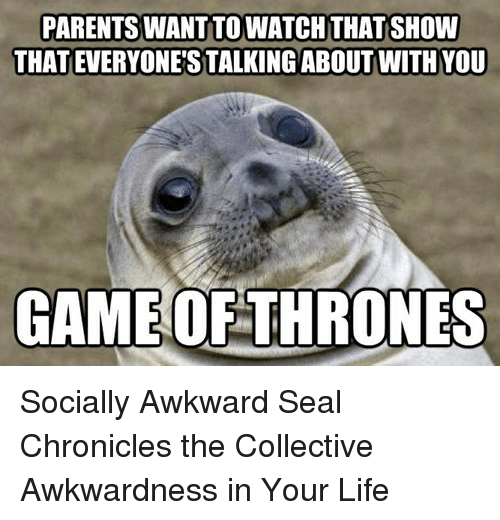 PARENTS WANT TO WATCH THAT SHOW
THAT EVERYONE'S TALKING ABOUT WITH YOU
GAME OF THRONES
Socially Awkward Seal
Chronicles the Collective
Awkwardness in Your Life